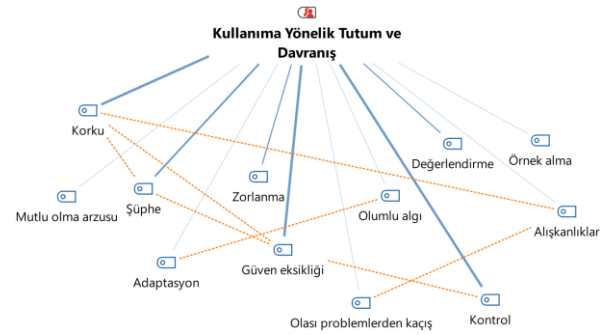 Kullanıma Yönelik Tutum ve
Davranış
Korku
Değerlendirme
Örnek alma
Mutlu olma arzusu
Şüphe
Zorlanma
Olumlu algı
Alışkanlıklar
Adaptasyon
Güven eksikliği
Olası problemlerden kaçış
Kontrol